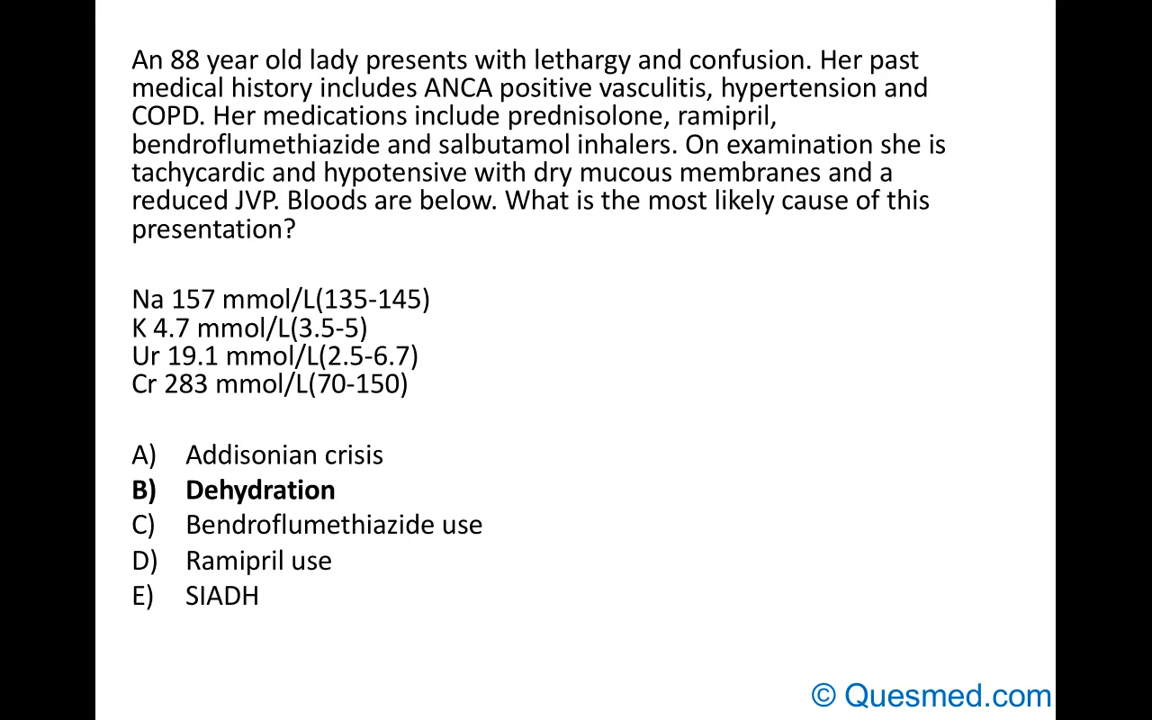 An 88 year old lady presents with lethargy and confusion. Her past
medical history includes ANCA positive vasculitis, hypertension and
COPD. Her medications include prednisolone, ramipril,
bendroflumethiazide and salbutamol inhalers. On examination she is
tachycardic and hypotensive with dry mucous membranes and a
reduced JVP. Bloods are below. What is the most likely cause of this
presentation?
Na 157 mmol/L(135-145)
K 4.7 mmol/L(3.5-5)
Ur 19.1 mmol/L(2.5-6.7)
Cr 283 mmol/L(70-150)
A) Addisonian crisis
B) Dehydration
C) Bendroflumethiazide use
D) Ramipril use
E) SIADH
© Quesmed.com